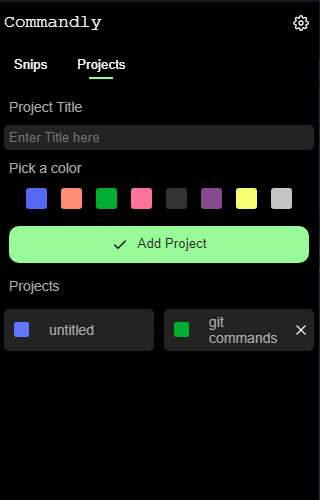 Commandly
Snips
Projects
Project Title
Enter Title here
Pick a color
Add Project
Projects
untitled
git
commands